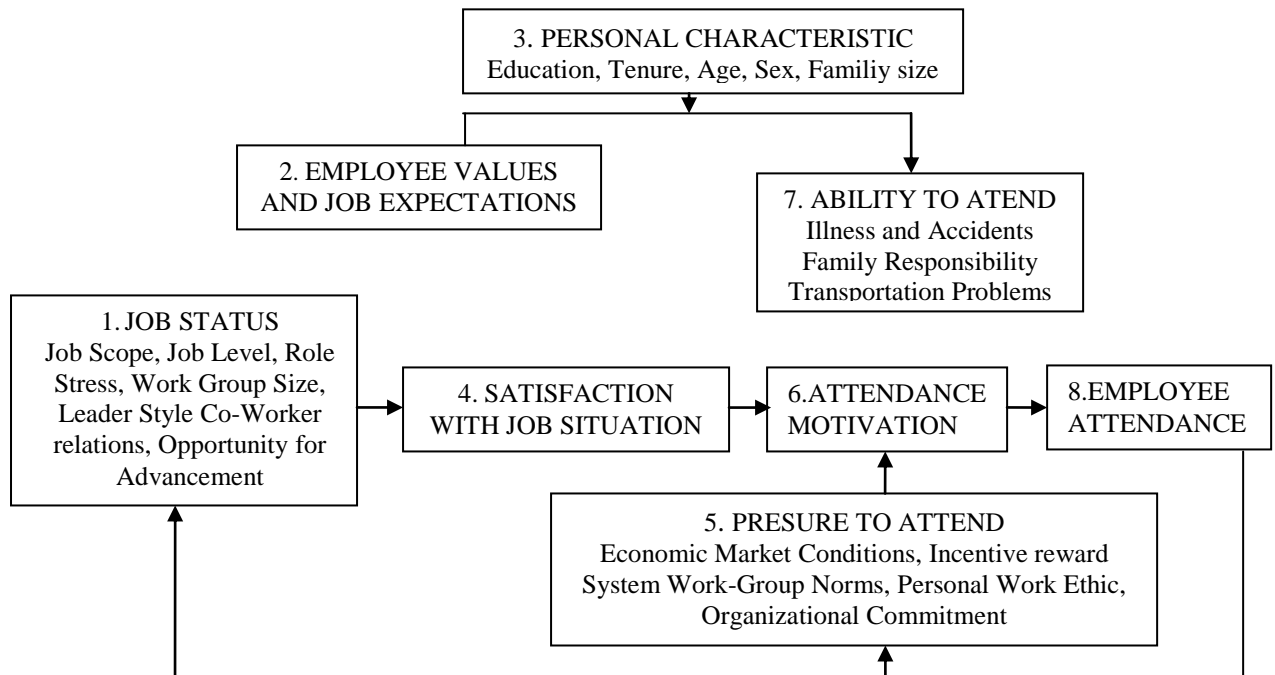 3. PERSONAL CHARACTERISTIC
Education, Tenure, Age, Sex, Familiy size
2. EMPLOYEE VALUES
AND JOB EXPECTATIONS
7. ABILITY TO ATEND
Illness and Accidents
Family Responsibility
Transportation Problems
1. JOB STATUS
Job Scope, Job Level, Role
Stress, Work Group Size,
Leader Style Co-Worker
relations, Opportunity for
Advancement
4. SATISFACTION
WITH JOB SITUATION
6.ATTENDANCE
MOTIVATION
8.EMPLOYEE
ATTENDANCE
5. PRESURE TO ATTEND
Economic Market Conditions, Incentive reward
System Work-Group Norms, Personal Work Ethic,
Organizational Commitment